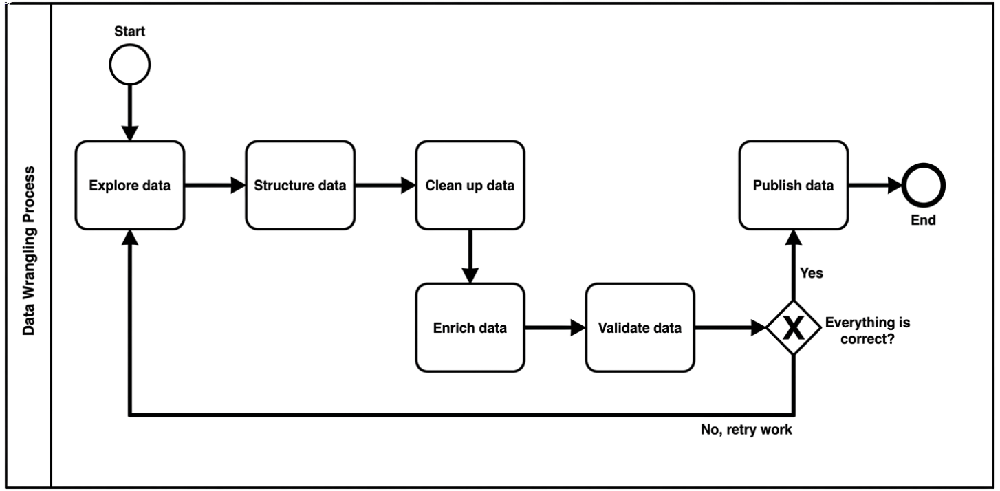 Start
Data Wrangling Process
Explore data
Structure data
Clean up data
Publish data
End
Yes
Enrich data
Validate data
X
Everything is
correct?
No, retry work